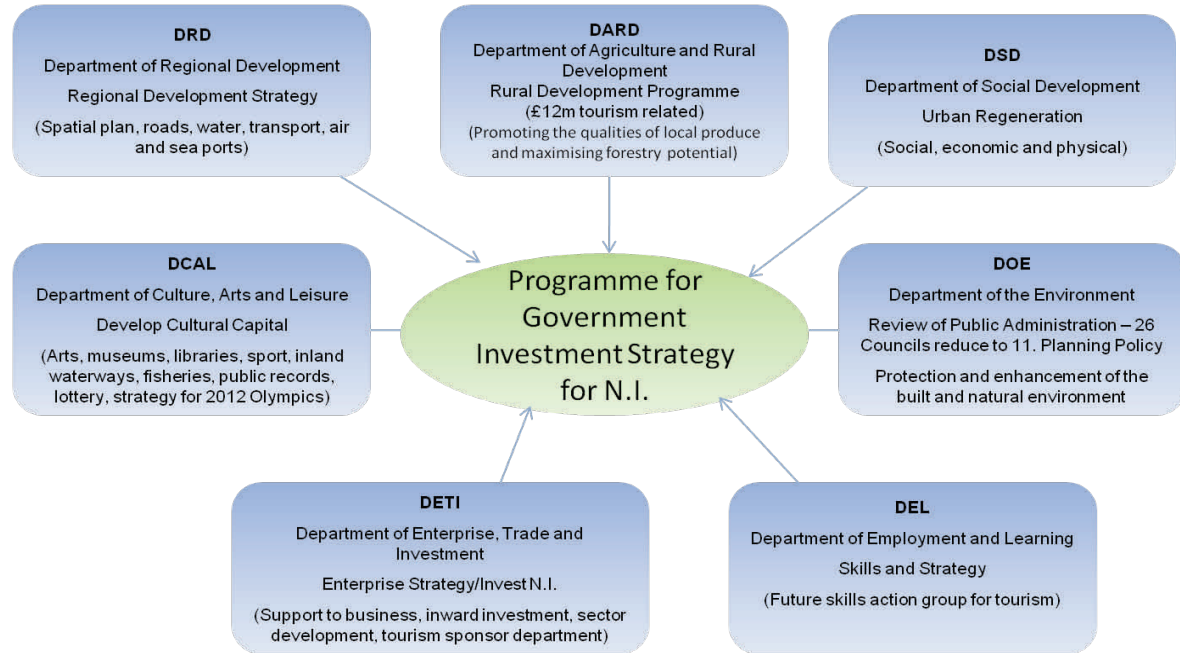 DRD
Department of Regional Development
Regional Development Strategy
(Spatial plan, roads, water, transport, air
and sea ports)
DARD
Department of Agriculture and Rural
Development
Rural Development Programme
(£12m tourism related)
(Promoting the qualities of local produce
and maximising forestry potential)
DSD
Department of Social Development
Urban Regeneration
(Social, economic and physical)
DCAL
Department of Culture, Arts and Leisure
Develop Cultural Capital
(Arts, museums, libraries, sport, inland
waterways, fisheries, public records,
lottery, strategy for 2012 Olympics)
Programme for
Government
Investment Strategy
for N.I.
DOE
Department of the Environment
Review of Public Administration – 26
Councils reduce to 11. Planning Policy
Protection and enhancement of the
built and natural environment
DETI
Department of Enterprise, Trade and
Investment
Enterprise Strategy/Invest N.I.
(Support to business, inward investment, sector
development, tourism sponsor department)
DEL
Department of Employment and Learning
Skills and Strategy
(Future skills action group for tourism)